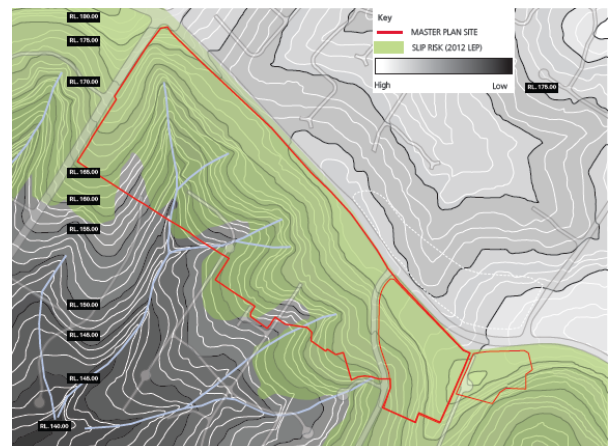 RL. 180.00
Key
MASTER PLAN SITE
SLIP RISK (2012 LEP)
High
Low
RL. 175.00
RL. 170.00
RL. 175.00
RL. 165.00
RL. 160.00
RL. 155.00
RL. 150.00
RL. 145.00
RL. 145.00
RL. 140.00